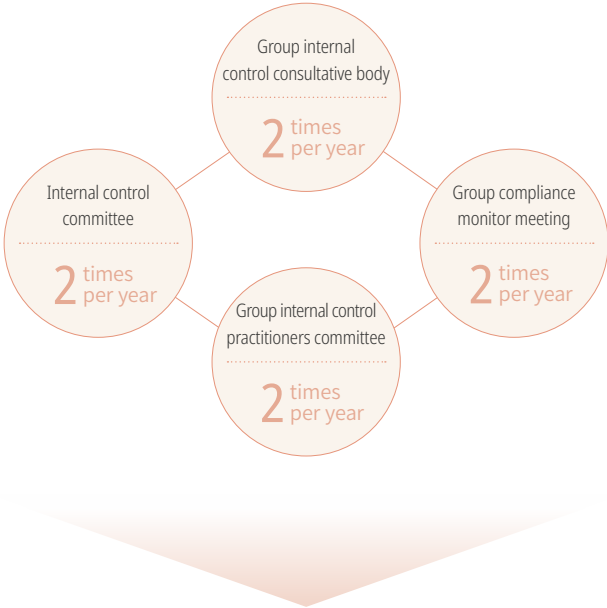 Group internal
control consultative body
2 times
per year
Internal control
committee
2 times
per year
Group compliance
monitor meeting
2 times
per year
Group internal control
practitioners committee
2 times
per year